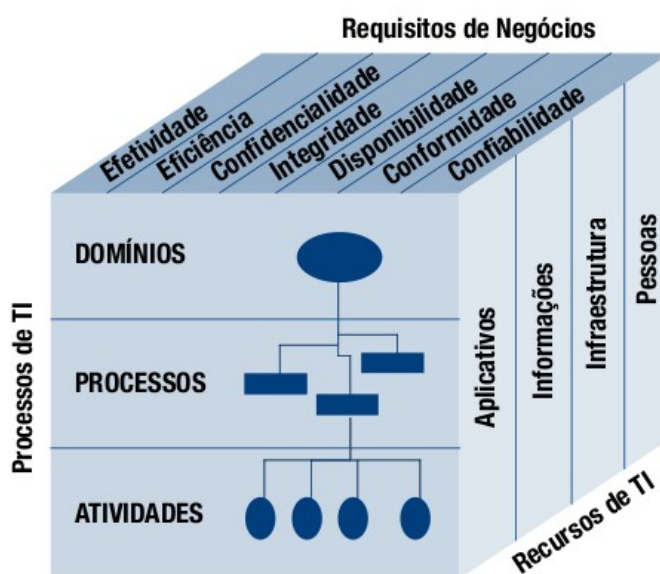 Requisitos de Negócios
Efetividade
Eficiência
Confidencialidade
Integridade
Disponibilidade
Conformidade
Confiabilidade
Processos de TI
DOMÍNIOS
PROCESSOS
ATIVIDADES
Aplicativos
Informações
Infraestrutura
Pessoas
Recursos de TI